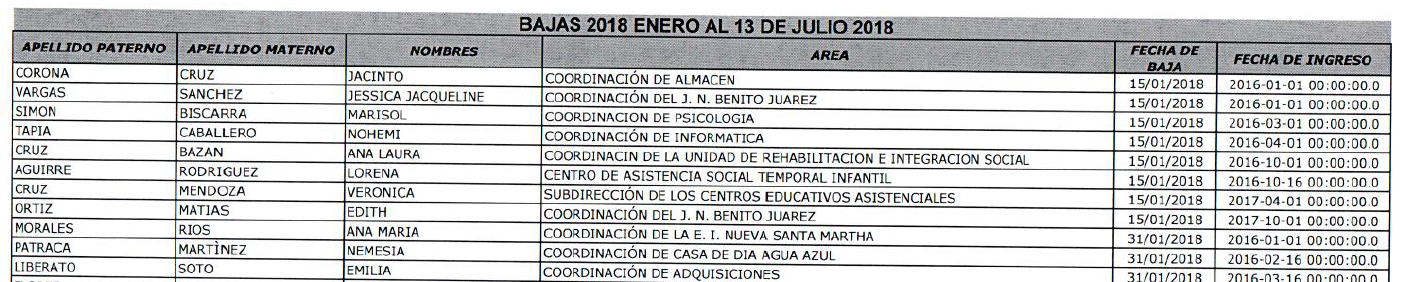 BAJAS 2018 ENERO AL 13 DE JULIO 2018
APELLIDO PATERNO APELLIDO MATERNO NOMBRES AREA FECHA DE BAJA FECHA DE INGRESO
CORONA CRUZ JACINTO COORDINACIÓN DE ALMACEN 15/01/2018 2016-01-01 00:00:00.0
VARGAS SANCHEZ JESSICA JACQUELINE COORDINACIÓN DEL J. N. BENITO JUAREZ 15/01/2018 2016-01-01 00:00:00.0
SIMON BISCARRA MARISOL COORDINACION DE PSICOLOGIA 15/01/2018 2016-03-01 00:00:00.0
TAPIA CABALLERO NOHEMI COORDINACIÓN DE INFORMATICA 15/01/2018 2016-04-01 00:00:00.0
CRUZ BAZAN ANA LAURA COORDINACIN DE LA UNIDAD DE REHABILITACION E INTEGRACION SOCIAL 15/01/2018 2016-10-01 00:00:00.0
AGUIRRE RODRIGUEZ LORENA CENTRO DE ASISTENCIA SOCIAL TEMPORAL INFANTIL 15/01/2018 2016-10-16 00:00:00.0
CRUZ MENDOZA VERONICA SUBDIRECCIÓN DE LOS CENTROS EDUCATIVOS ASISTENCIALES 15/01/2018 2017-04-01 00:00:00.0
ORTIZ MATIAS EDITH COORDINACIÓN DEL J. N. BENITO JUAREZ 15/01/2018 2017-10-01 00:00:00.0
MORALES RIOS ANA MARIA COORDINACIÓN DE LA E. I. NUEVA SANTA MARTHA 31/01/2018 2016-01-01 00:00:00.0
PATRACA MARTÌNEZ NEMESIA COORDINACIÓN DE CASA DE DIA AGUA AZUL 31/01/2018 2016-02-16 00:00:00.0
LIBERATO SOTO EMILIA COORDINACIÓN DE ADQUISICIONES 31/01/2018 2016-03-16 00:00:00.0